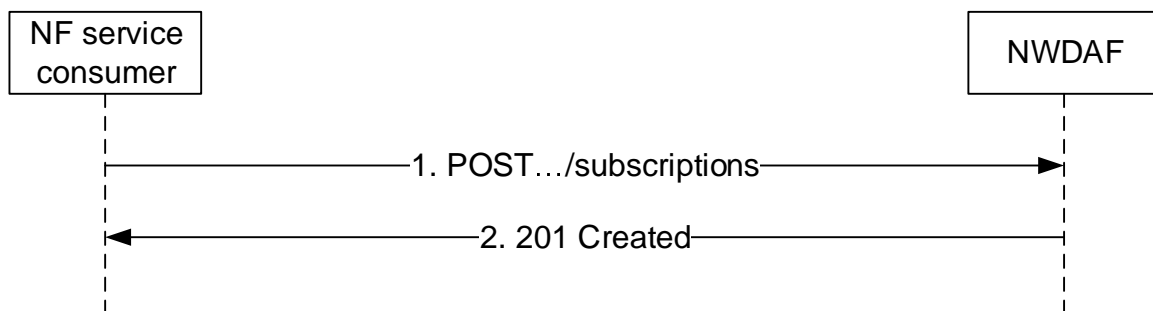 NF service
consumer
NWDAF
1. POST…/subscriptions
2. 201 Created